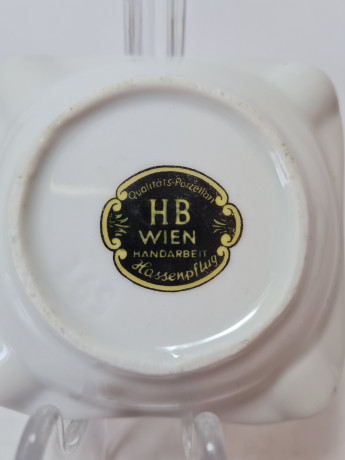 Qualitäts-Porzellan
HB
WIEN
HANDARBEIT
Hassenpflug